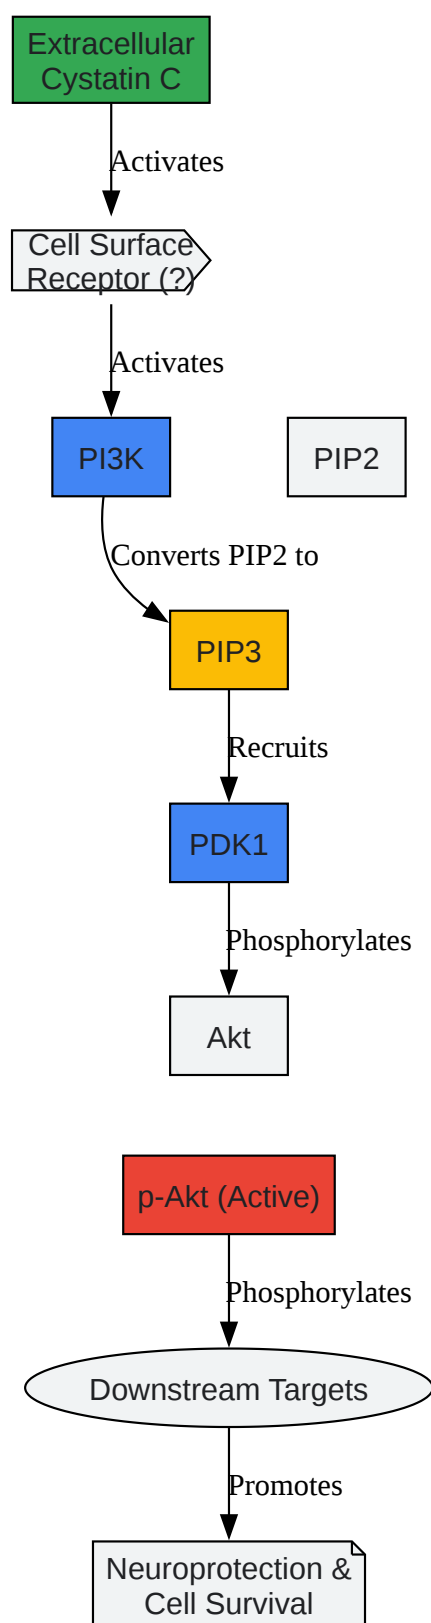 Extracellular
Cystatin C
Activates
Cell Surface
Receptor (?)
Activates
PI3K
PIP2
Converts PIP2 to
PIP3
Recruits
PDK1
Phosphorylates
Akt
p-Akt (Active)
Phosphorylates
Downstream Targets
Promotes
Neuroprotection &
Cell Survival